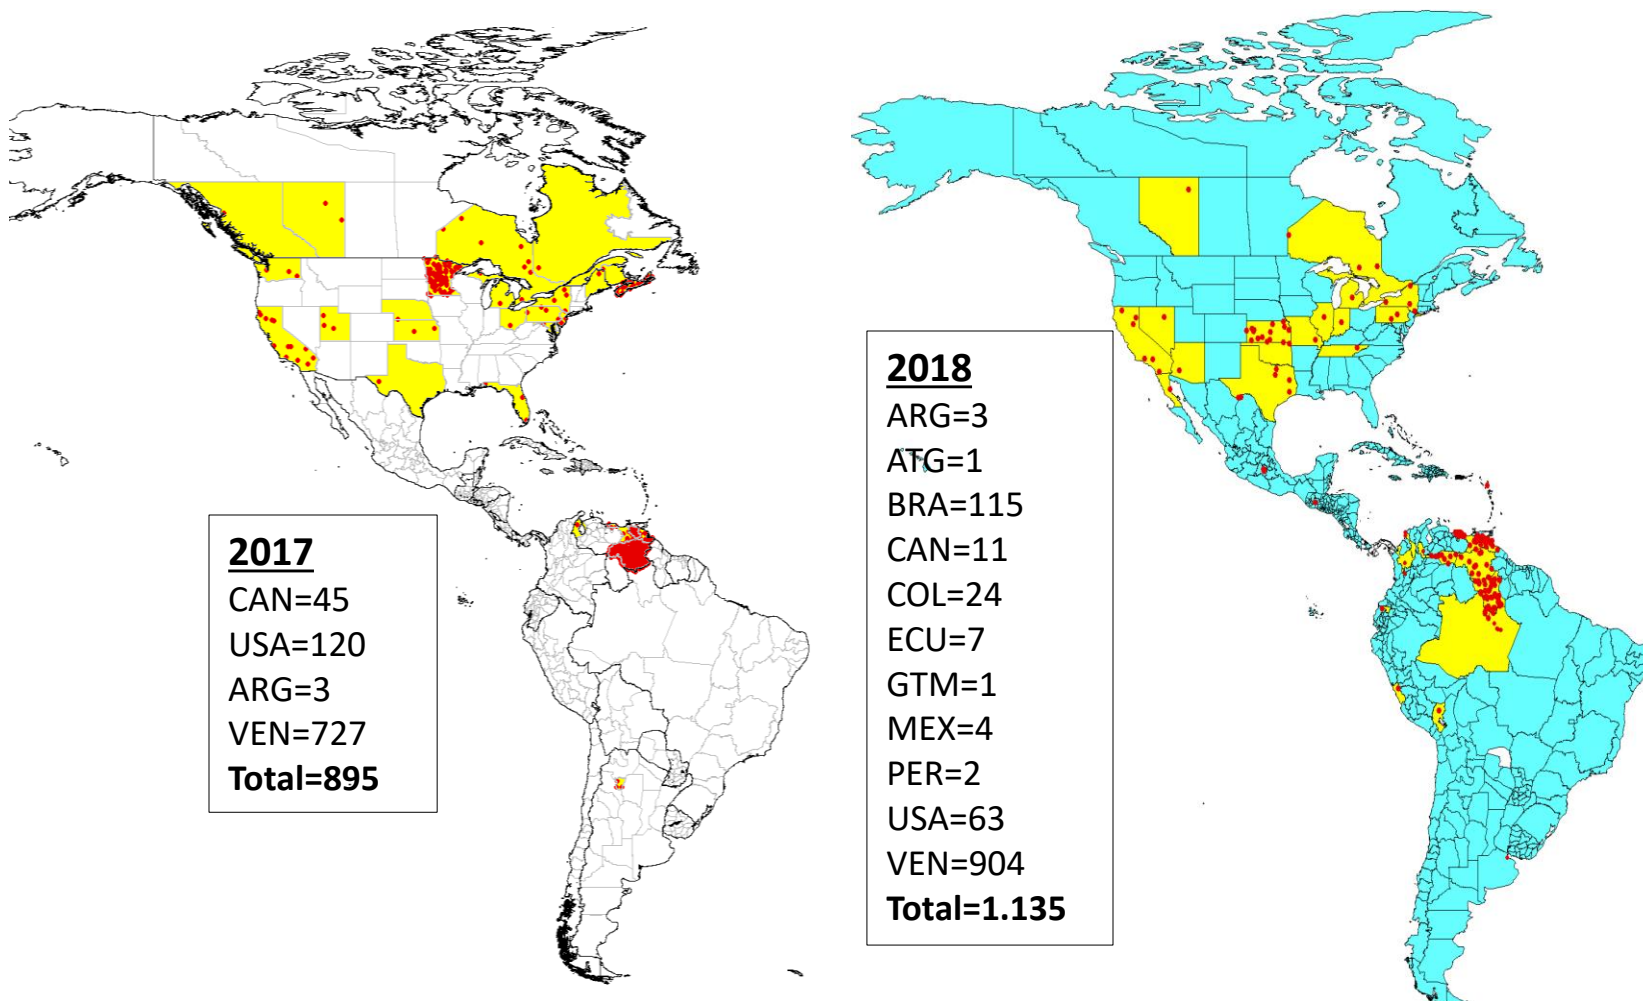 2017
CAN=45
USA=120
ARG=3
VEN=727
Total=895
2018
ARG=3
ATG=1
BRA=115
CAN=11
COL=24
ECU=7
GTM=1
MEX=4
PER=2
USA=63
VEN=904
Total=1.135